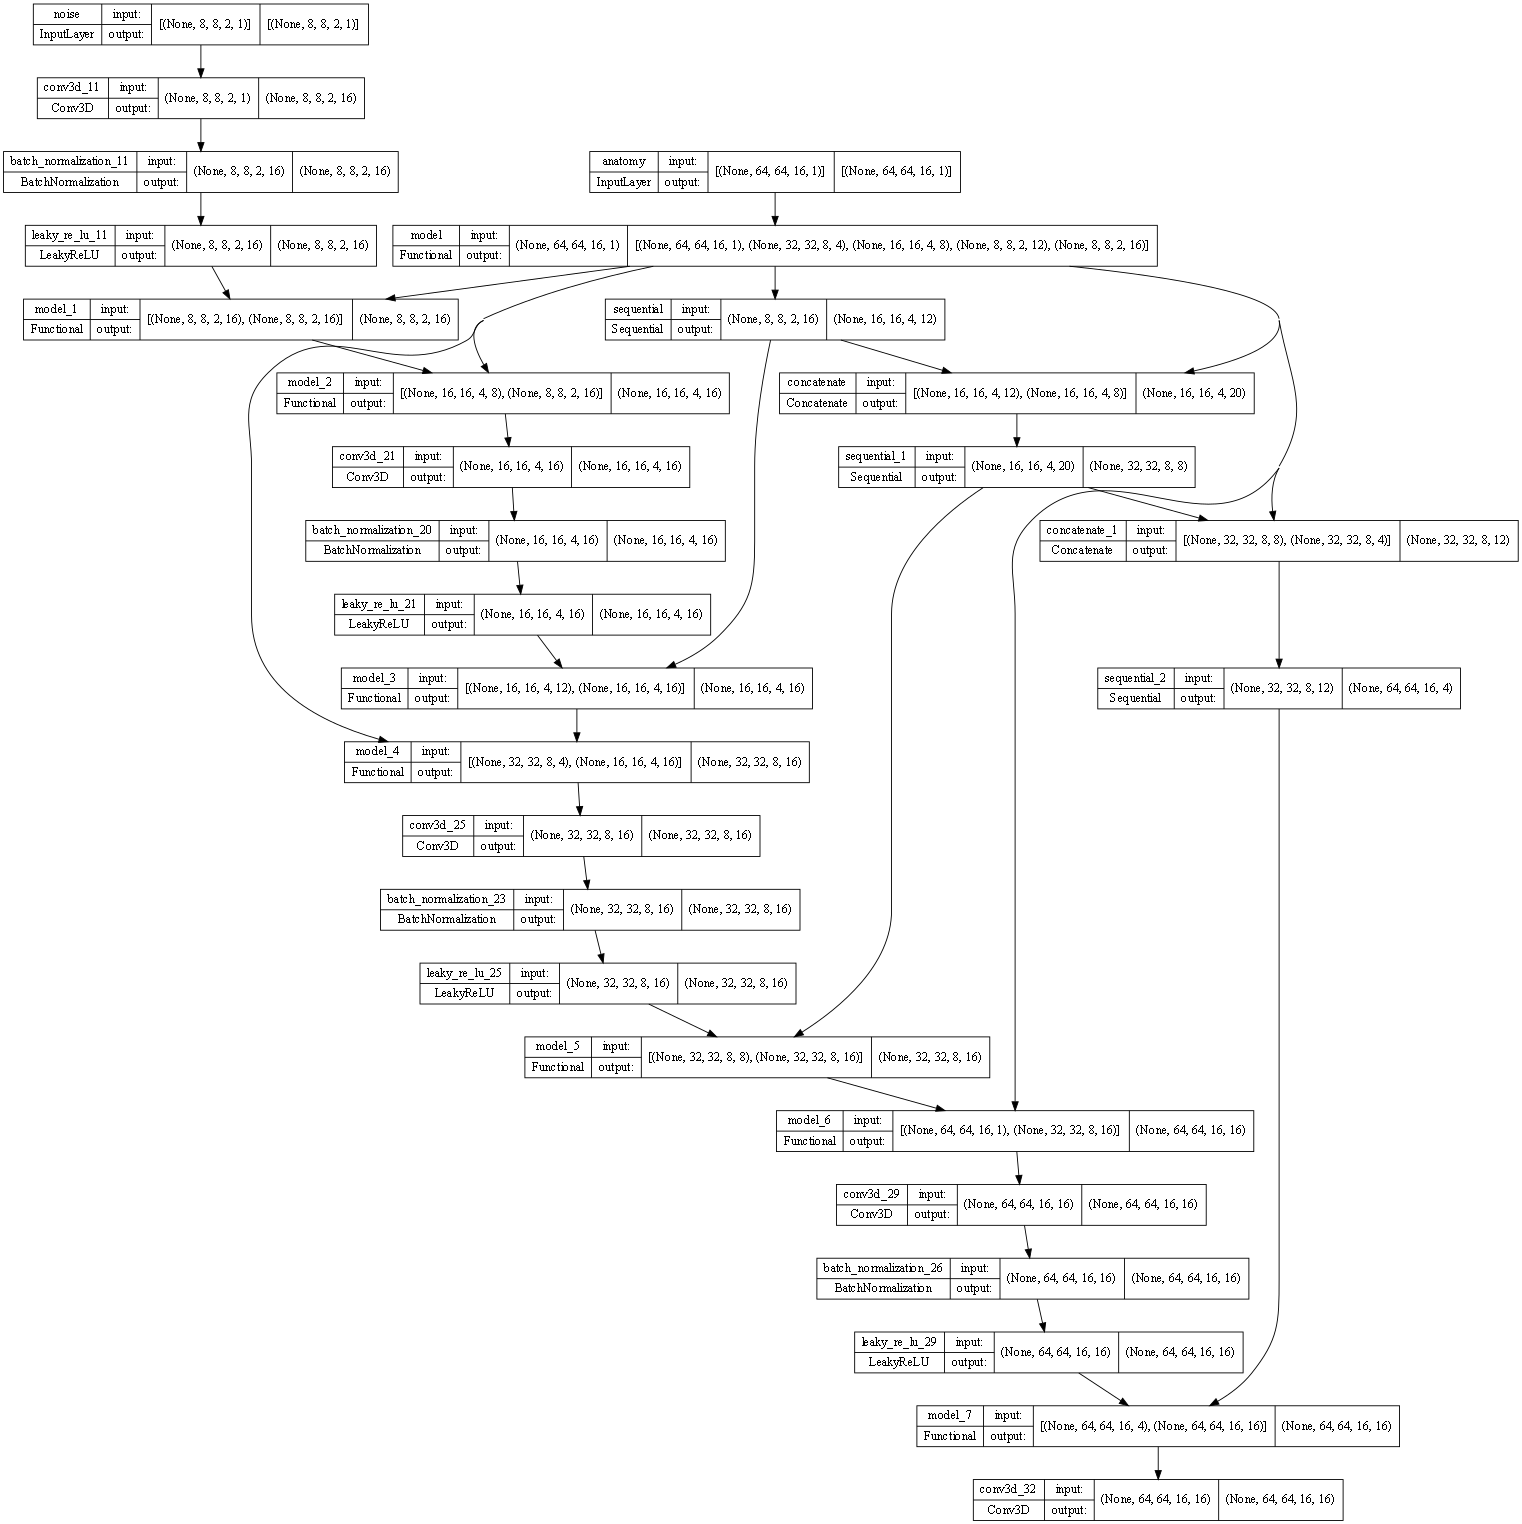 noise input: [(None, 8, 8, 2, 1)] [(None, 8, 8, 2, 1)]
InputLayer output:
conv3d_11 input: (None, 8, 8, 2, 1) (None, 8, 8, 2, 16)
Conv3D output:
batch_normalization_11 input: (None, 8, 8, 2, 16) (None, 8, 8, 2, 16)
BatchNormalization output:
anatomy input: [(None, 64, 64, 16, 1)] [(None, 64, 64, 16, 1)]
InputLayer output:
leaky_re_lu_11 input: (None, 8, 8, 2, 16) (None, 8, 8, 2, 16)
LeakyReLU output:
model input: (None, 64, 64, 16, 1) [(None, 64, 64, 16, 1), (None, 32, 32, 8, 4), (None, 16, 16, 4, 8), (None, 8, 8, 2, 12), (None, 8, 8, 2, 16)]
Functional output:
model_1 input: [(None, 8, 8, 2, 16), (None, 8, 8, 2, 16)] (None, 8, 8, 2, 16)
Functional output:
sequential input: (None, 8, 8, 2, 16) (None, 16, 16, 4, 12)
Sequential output:
model_2 input: [(None, 16, 16, 4, 8), (None, 8, 8, 2, 16)] (None, 16, 16, 4, 16)
Functional output:
concatenate input: [(None, 16, 16, 4, 12), (None, 16, 16, 4, 8)] (None, 16, 16, 4, 20)
Concatenate output:
conv3d_21 input: (None, 16, 16, 4, 16) (None, 16, 16, 4, 16)
Conv3D output:
sequential_1 input: (None, 16, 16, 4, 20) (None, 32, 32, 8, 8)
Sequential output:
batch_normalization_20 input: (None, 16, 16, 4, 16) (None, 16, 16, 4, 16)
BatchNormalization output:
concatenate_1 input: [(None, 32, 32, 8, 8), (None, 32, 32, 8, 4)] (None, 32, 32, 8, 12)
Concatenate output:
leaky_re_lu_21 input: (None, 16, 16, 4, 16) (None, 16, 16, 4, 16)
LeakyReLU output:
model_3 input: [(None, 16, 16, 4, 12), (None, 16, 16, 4, 16)] (None, 16, 16, 4, 16)
Functional output:
sequential_2 input: (None, 32, 32, 8, 12) (None, 64, 64, 16, 4)
Sequential output:
model_4 input: [(None, 32, 32, 8, 4), (None, 16, 16, 4, 16)] (None, 32, 32, 8, 16)
Functional output:
conv3d_25 input: (None, 32, 32, 8, 16) (None, 32, 32, 8, 16)
Conv3D output:
batch_normalization_23 input: (None, 32, 32, 8, 16) (None, 32, 32, 8, 16)
BatchNormalization output:
leaky_re_lu_25 input: (None, 32, 32, 8, 16) (None, 32, 32, 8, 16)
LeakyReLU output:
model_5 input: [(None, 32, 32, 8, 8), (None, 32, 32, 8, 16)] (None, 32, 32, 8, 16)
Functional output:
model_6 input: [(None, 64, 64, 16, 1), (None, 32, 32, 8, 16)] (None, 64, 64, 16, 16)
Functional output:
conv3d_29 input: (None, 64, 64, 16, 16) (None, 64, 64, 16, 16)
Conv3D output:
batch_normalization_26 input: (None, 64, 64, 16, 16) (None, 64, 64, 16, 16)
BatchNormalization output:
leaky_re_lu_29 input: (None, 64, 64, 16, 16) (None, 64, 64, 16, 16)
LeakyReLU output:
model_7 input: [(None, 64, 64, 16, 4), (None, 64, 64, 16, 16)] (None, 64, 64, 16, 16)
Functional output:
conv3d_32 input: (None, 64, 64, 16, 16) (None, 64, 64, 16, 16)
Conv3D output: